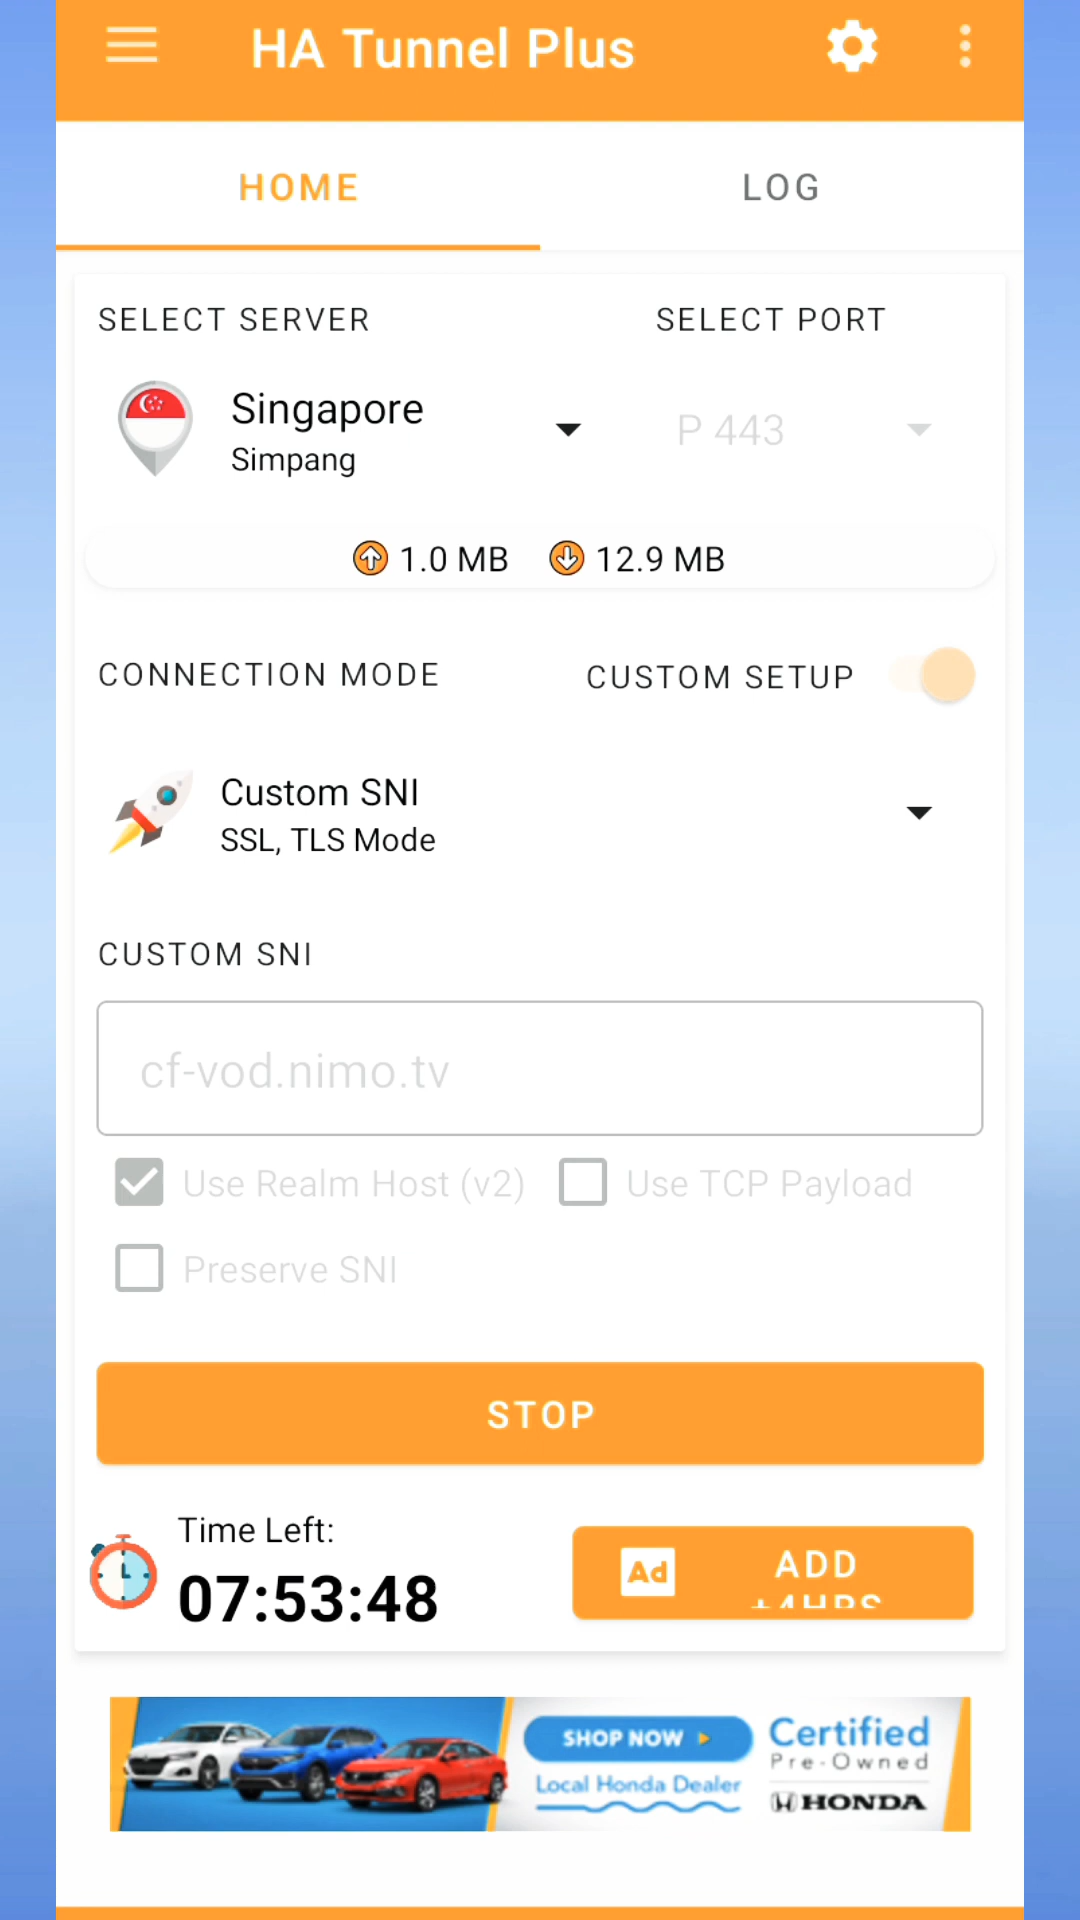 HA Tunnel Plus
HOME
LOG
SELECT SERVER
SELECT PORT
Singapore
Simpang
P 443
1.0 MB
12.9 MB
CONNECTION MODE
CUSTOM SETUP
Custom SNI
SSL, TLS Mode
CUSTOM SNI
cf-vod.nimo.tv
Use Realm Host (v2)
Use TCP Payload
Preserve SNI
STOP
Time Left:
07:53:48
Ad
ADD
+4HRS
SHOP NOW
Local Honda Dealer
Certified
Pre-Owned
HONDA